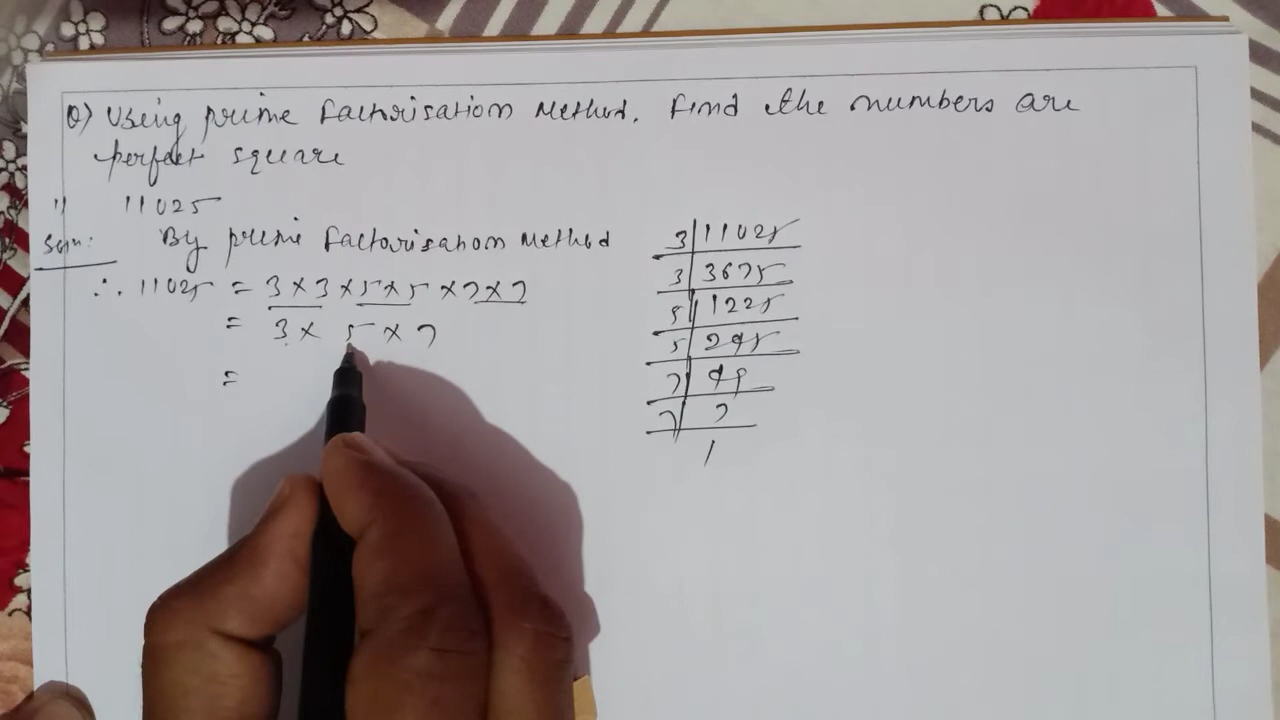 Q) Using prime Factorisation Method. Find the numbers are
perfect square
1) 11025
Soln: By prime Factorisation Method
∴ 11025 = 3 × 3 × 5 × 5 × 7 × 7
= 3 × 5 × 7
=
3 | 11025
3 | 3675
5 | 1225
5 | 245
7 | 49
7 | 7
1